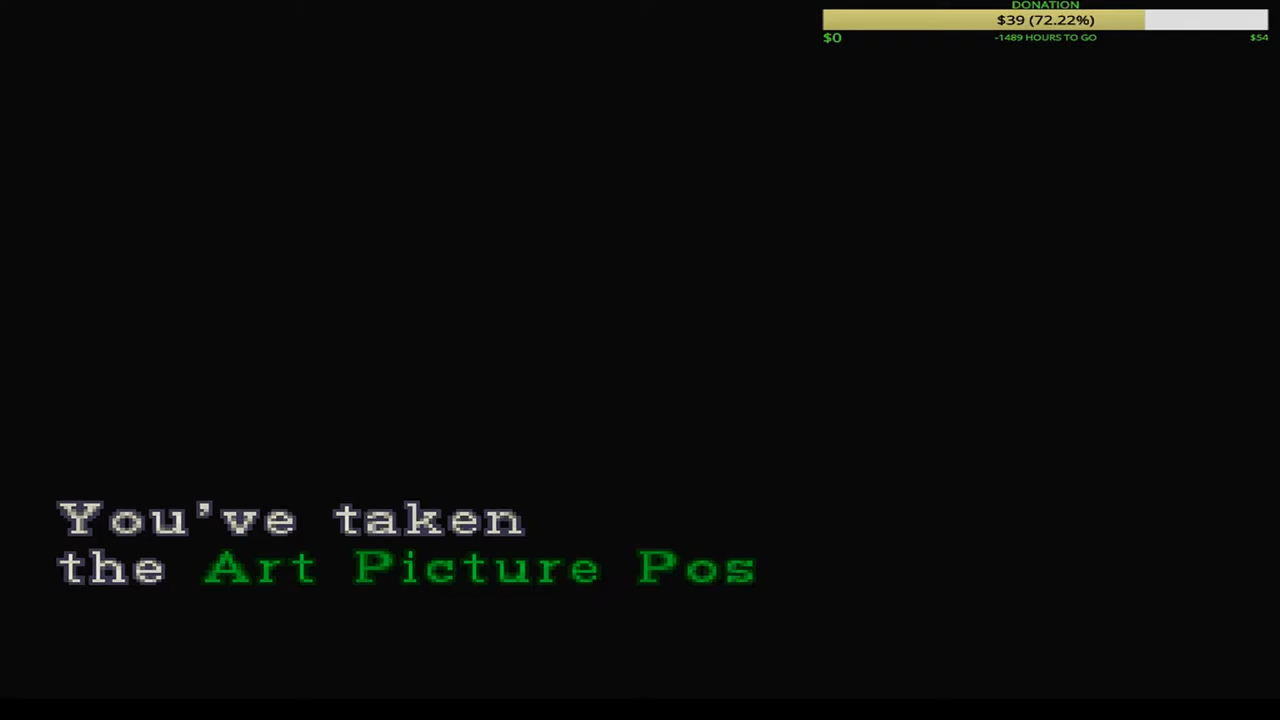 DONATION
$39 (72.22%)
$0 -1489 HOURS TO GO $54
You've taken
the Art Picture Pos